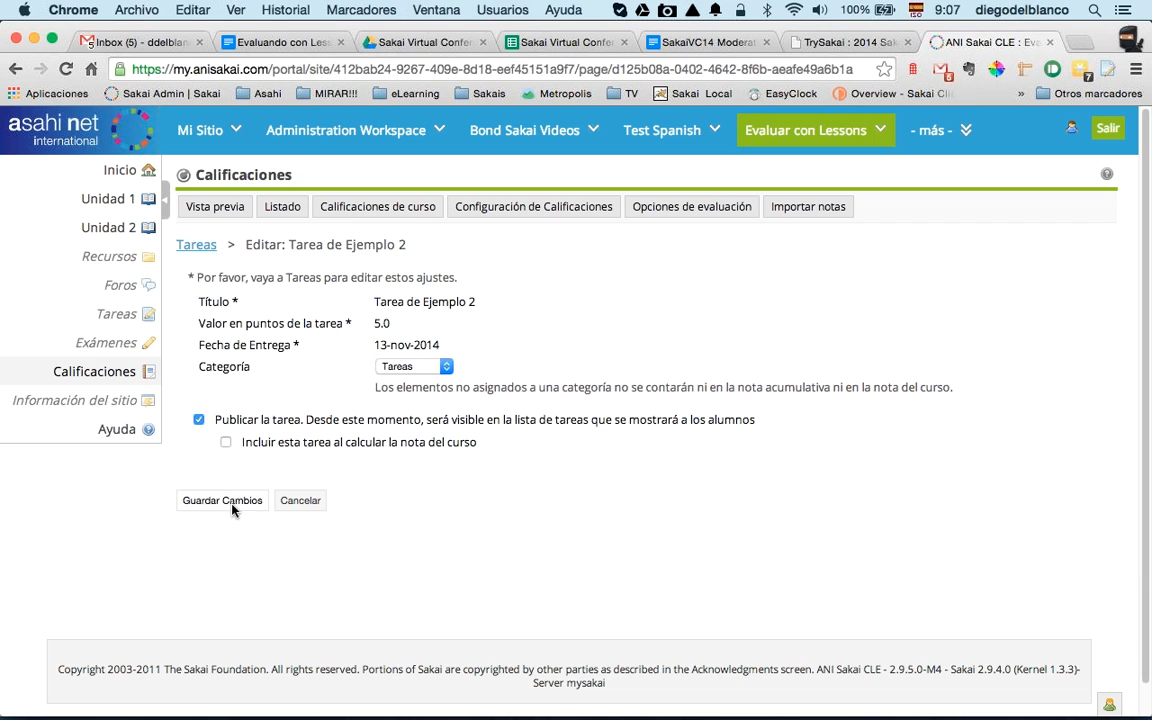 Chrome Archivo Editar Ver Historial Marcadores Ventana Usuarios Ayuda 100% 9:07 diegodelblanco
5 Inbox (5) - ddelblan Evaluando con Les Sakai Virtual Confer Sakai Virtual Confer SakaiVC14 Moderat TrySakai : 2014 Sak ANI Sakai CLE : Eva
https://my.anisakai.com/portal/site/412bab24-9267-409e-8d18-eef45151a9f7/page/d125b08a-0402-4642-8f6b-aeafe49a6b1a
Aplicaciones Sakai Admin | Sakai Asahi MIRAR!!! eLearning Sakais Metropolis TV Sakai Local EasyClock Overview - Sakai Cl » Otros marcadores
asahi net
international
Mi Sitio Administration Workspace Bond Sakai Videos Test Spanish Evaluar con Lessons - más - Salir
Inicio
Unidad 1
Unidad 2
Recursos
Foros
Tareas
Exámenes
Calificaciones
Información del sitio
Ayuda
Calificaciones
Vista previa Listado Calificaciones de curso Configuración de Calificaciones Opciones de evaluación Importar notas
Tareas > Editar: Tarea de Ejemplo 2
* Por favor, vaya a Tareas para editar estos ajustes.
Título * Tarea de Ejemplo 2
Valor en puntos de la tarea * 5.0
Fecha de Entrega * 13-nov-2014
Categoría Tareas
Los elementos no asignados a una categoría no se contarán ni en la nota acumulativa ni en la nota del curso.
Publicar la tarea. Desde este momento, será visible en la lista de tareas que se mostrará a los alumnos
Incluir esta tarea al calcular la nota del curso
Guardar Cambios Cancelar
Copyright 2003-2011 The Sakai Foundation. All rights reserved. Portions of Sakai are copyrighted by other parties as described in the Acknowledgments screen. ANI Sakai CLE - 2.9.5.0-M4 - Sakai 2.9.4.0 (Kernel 1.3.3)-
Server mysakai